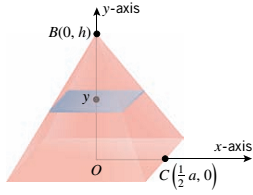 y-axis
B(0, h)
y
x-axis
O
C(½ a, 0)